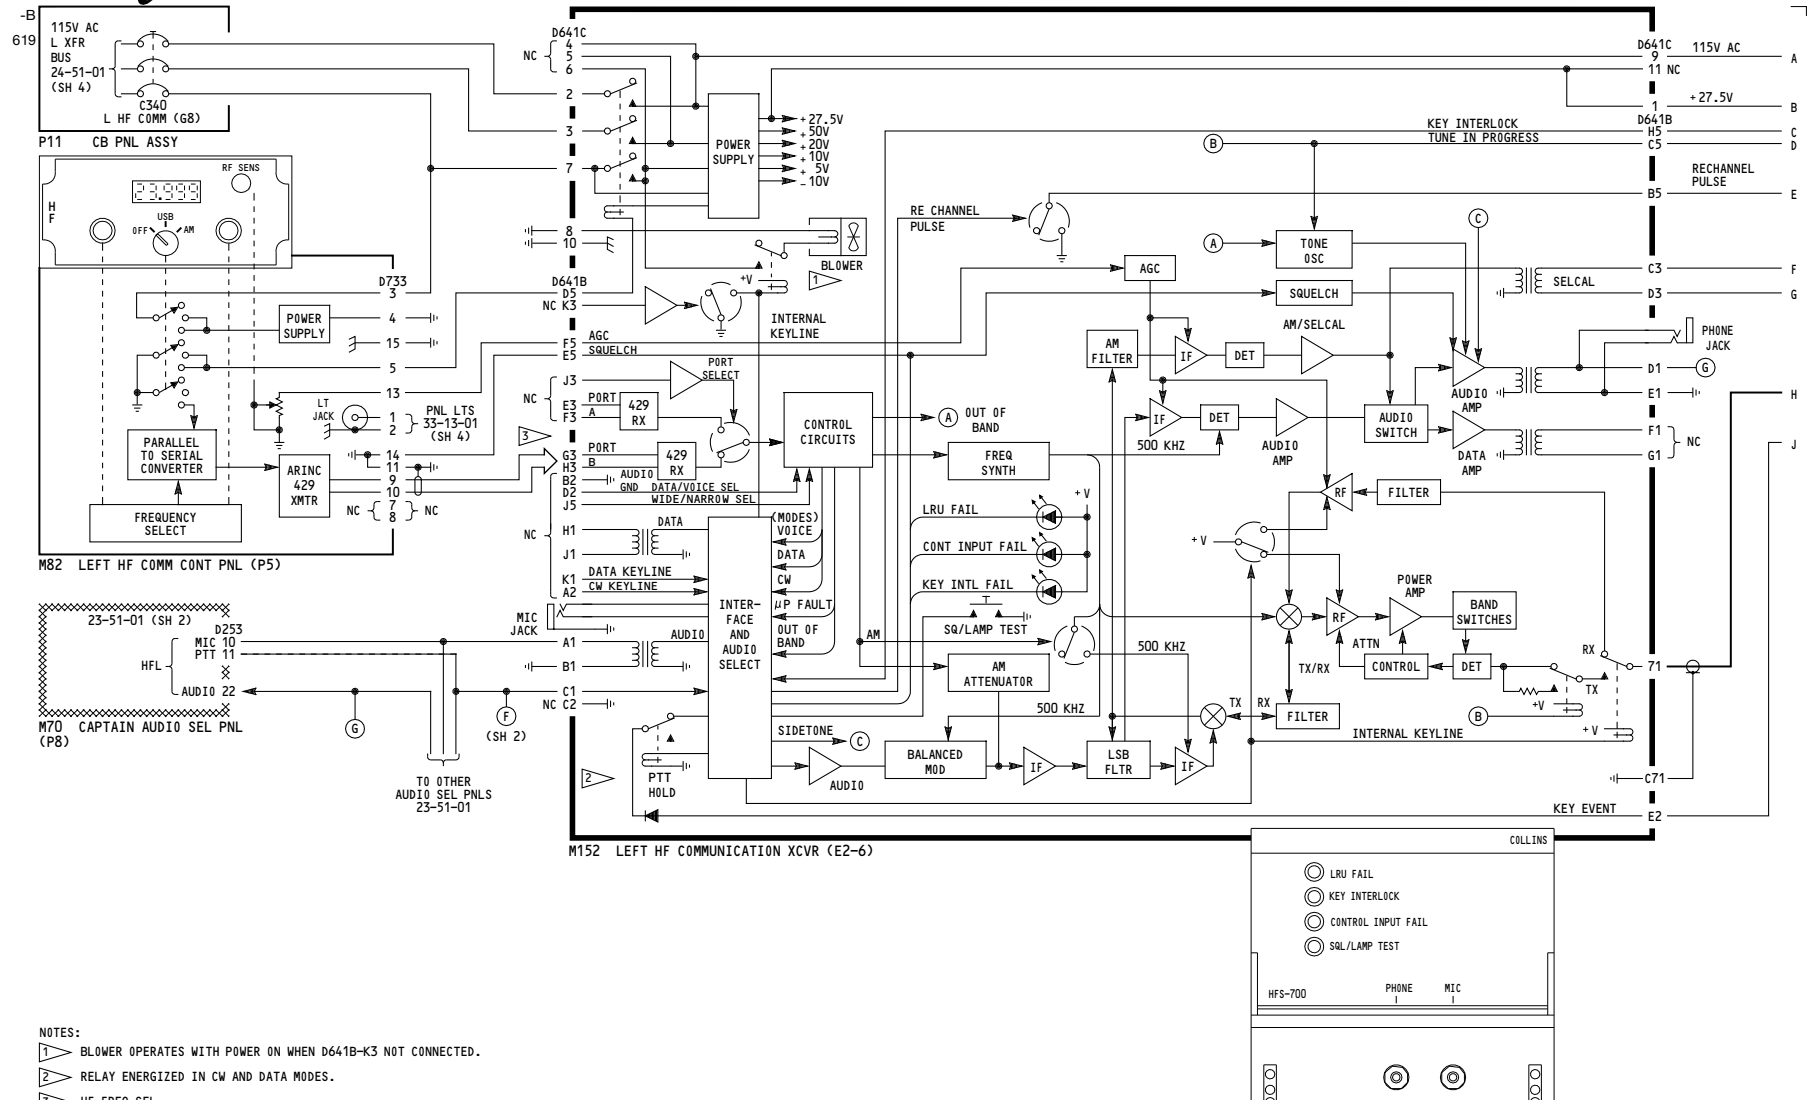 -B
619
115V AC
L XFR
BUS
24-51-01
(SH 4)
C340
L HF COMM (G8)
P11 CB PNL ASSY
RF SENS
23.999
H
F
USB
OFF
AM
D733
3
4
15
5
13
1
2
14
11
9
10
7
8
POWER
SUPPLY
LT
JACK
PNL LTS
33-13-01
(SH 4)
PARALLEL
TO SERIAL
CONVERTER
ARINC
429
XMTR
FREQUENCY
SELECT
NC
NC
M82 LEFT HF COMM CONT PNL (P5)
23-51-01 (SH 2)
D253
MIC 10
PTT 11
HFL
AUDIO 22
M70 CAPTAIN AUDIO SEL PNL
(P8)
G
F
(SH 2)
TO OTHER
AUDIO SEL PNLS
23-51-01
D641C
NC
4
5
6
2
3
7
8
10
D641B
D5
NC K3
F5
E5
NC
J3
E3
F3
3
G3
H3
B2
D2
J5
NC
H1
J1
K1
A2
MIC
JACK
A1
B1
C1
NC C2
2
POWER
SUPPLY
+27.5V
+50V
+20V
+10V
+5V
-10V
BLOWER
1
+V
INTERNAL
KEYLINE
AGC
SQUELCH
PORT
SELECT
PORT
A
429
RX
PORT
B
429
RX
AUDIO
GND DATA/VOICE SEL
WIDE/NARROW SEL
DATA
DATA KEYLINE
CW KEYLINE
AUDIO
INTER-
FACE
AND
AUDIO
SELECT
(MODES)
VOICE
DATA
CW
µP FAULT
OUT OF
BAND
PTT
HOLD
SIDETONE
C
AUDIO
CONTROL
CIRCUITS
A
OUT OF
BAND
FREQ
SYNTH
LRU FAIL
CONT INPUT FAIL
KEY INTL FAIL
+V
SQ/LAMP TEST
AM
AM
ATTENUATOR
500 KHZ
500 KHZ
BALANCED
MOD
IF
LSB
FLTR
IF
RE CHANNEL
PULSE
AGC
B
A
TONE
OSC
C
SQUELCH
AM
FILTER
IF
DET
AM/SELCAL
IF
DET
500 KHZ
AUDIO
AMP
AUDIO
SWITCH
AUDIO
AMP
DATA
AMP
RF
FILTER
+V
POWER
AMP
RF
BAND
SWITCHES
ATTN
CONTROL
DET
TX/RX
TX RX
FILTER
RX
TX
+V
B
+V
INTERNAL KEYLINE
KEY EVENT
KEY INTERLOCK
TUNE IN PROGRESS
SELCAL
D641C
9
11 NC
1
D641B
H5
C5
B5
C3
D3
D1
E1
F1
G1
71
C71
E2
115V AC
+27.5V
RECHANNEL
PULSE
PHONE
JACK
G
NC
A
B
C
D
E
F
G
H
J
M152 LEFT HF COMMUNICATION XCVR (E2-6)
COLLINS
LRU FAIL
KEY INTERLOCK
CONTROL INPUT FAIL
SQL/LAMP TEST
HFS-700
PHONE
MIC
NOTES:
1 BLOWER OPERATES WITH POWER ON WHEN D641B-K3 NOT CONNECTED.
2 RELAY ENERGIZED IN CW AND DATA MODES.
3 HF FREQ SEL